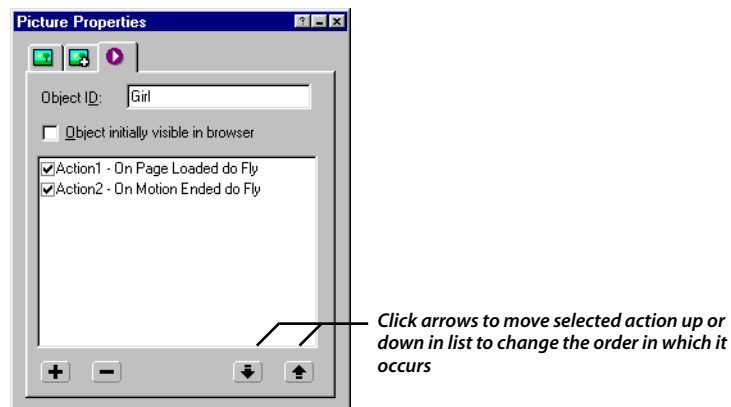 Picture Properties
Object ID: Girl
Object initially visible in browser
Action1 - On Page Loaded do Fly
Action2 - On Motion Ended do Fly
Click arrows to move selected action up or
down in list to change the order in which it
occurs